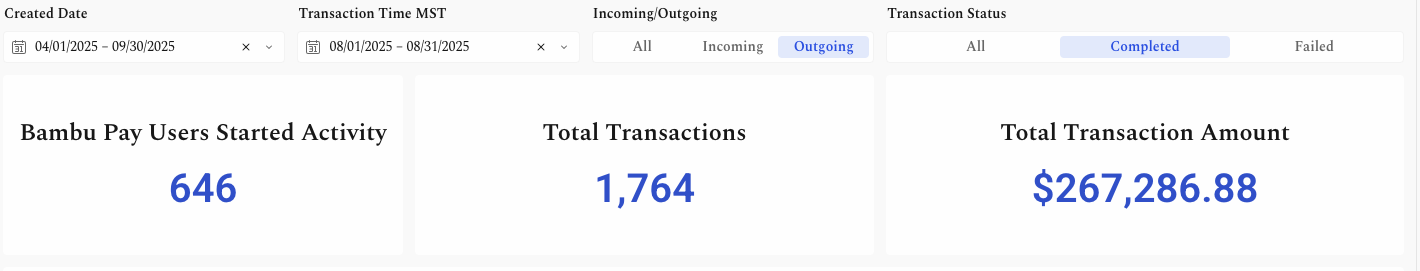 Created Date
Transaction Time MST
Incoming/Outgoing
Transaction Status
31 04/01/2025 – 09/30/2025
31 08/01/2025 – 08/31/2025
All Incoming Outgoing
All Completed Failed
Bambu Pay Users Started Activity
646
Total Transactions
1,764
Total Transaction Amount
$267,286.88